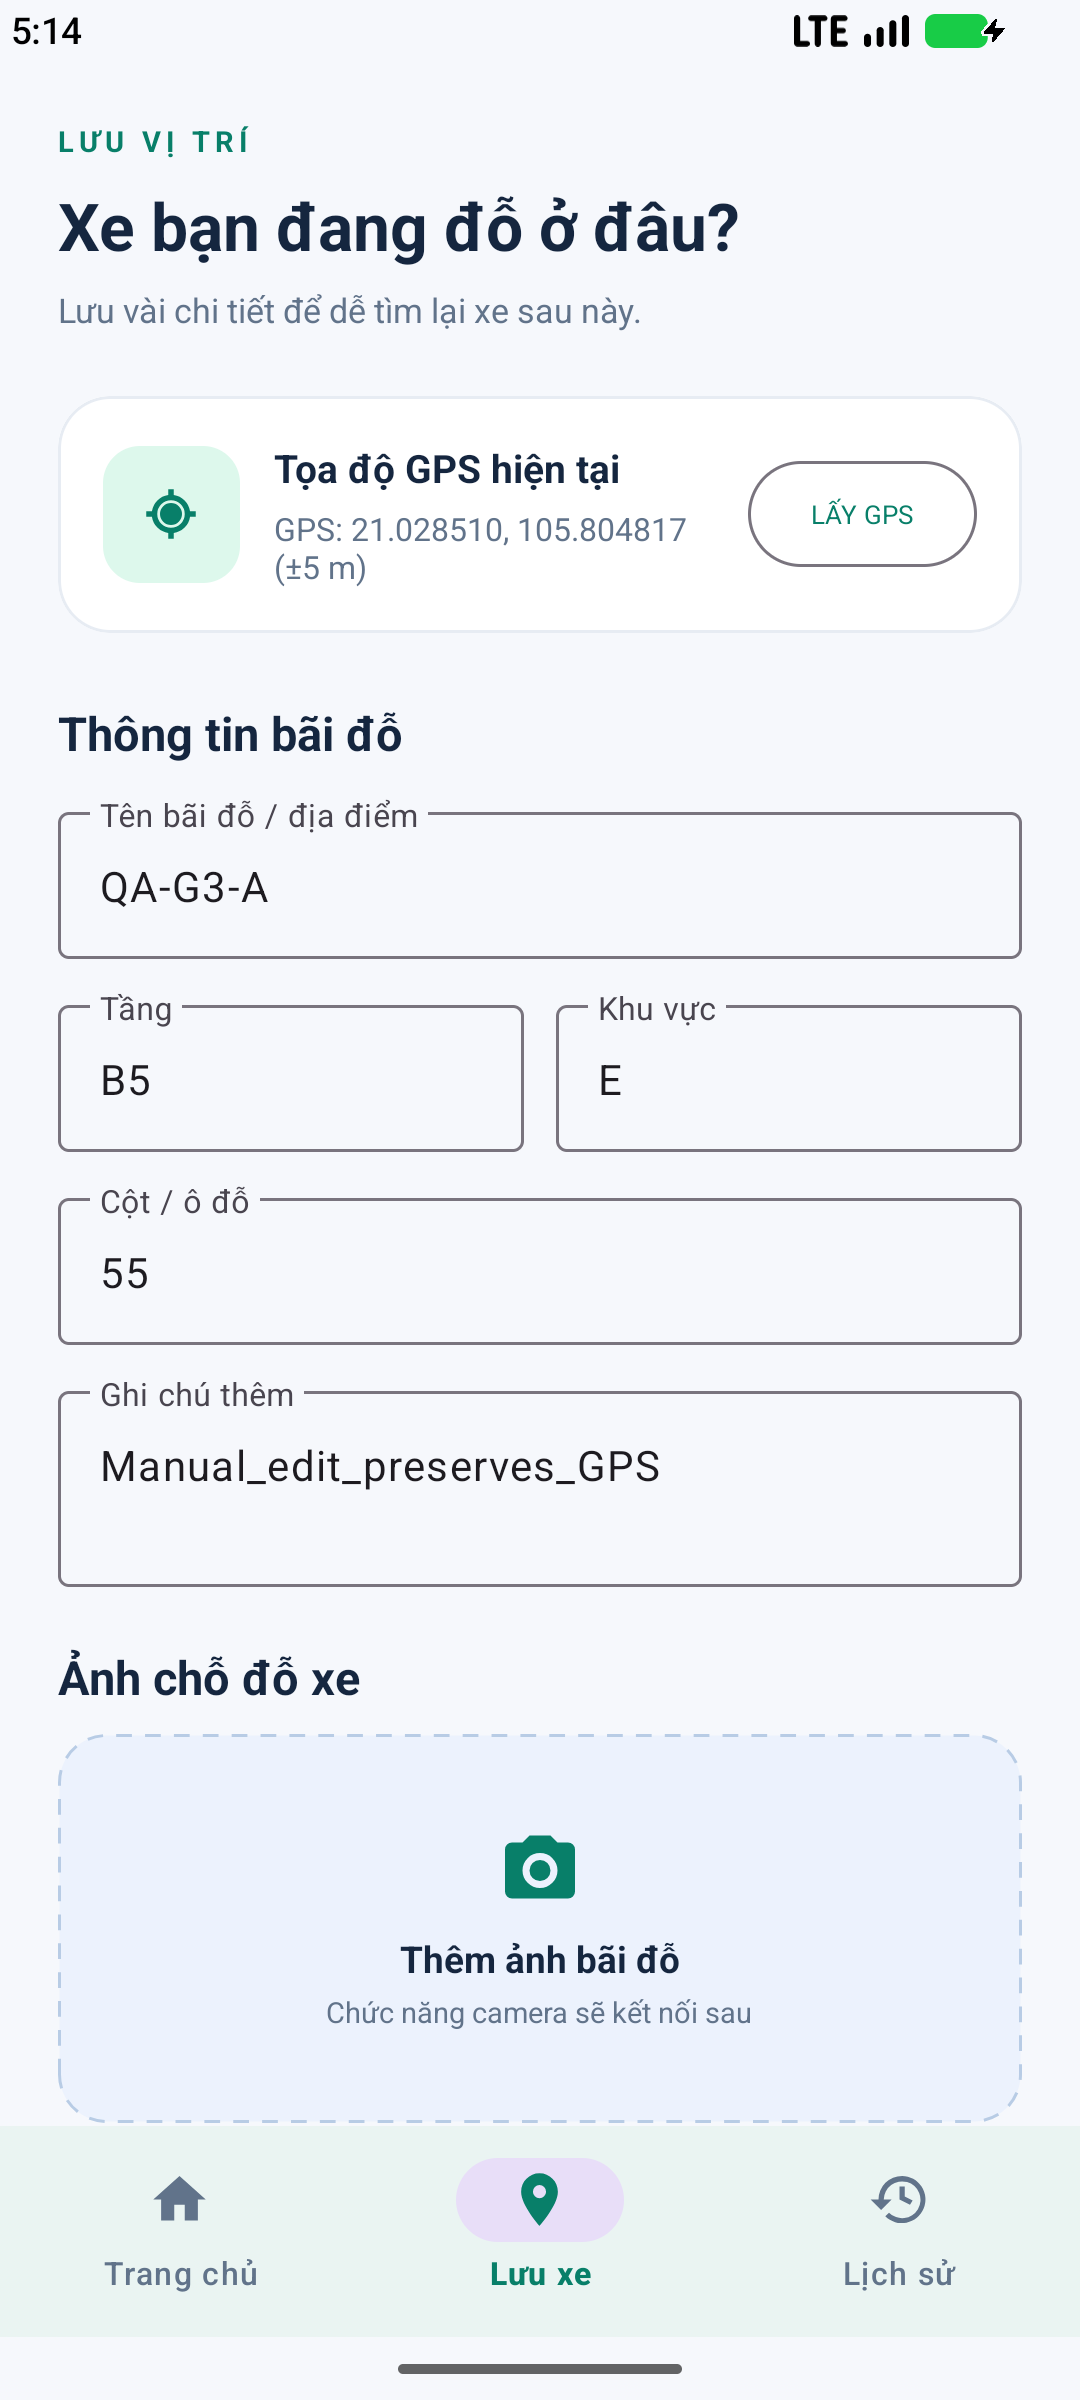 5:14
LTE
LƯU VỊ TRÍ
Xe bạn đang đỗ ở đâu?
Lưu vài chi tiết để dễ tìm lại xe sau này.
Tọa độ GPS hiện tại
GPS: 21.028510, 105.804817
(±5 m)
LẤY GPS
Thông tin bãi đỗ
Tên bãi đỗ / địa điểm
QA-G3-A
Tầng
B5
Khu vực
E
Cột / ô đỗ
55
Ghi chú thêm
Manual_edit_preserves_GPS
Ảnh chỗ đỗ xe
Thêm ảnh bãi đỗ
Chức năng camera sẽ kết nối sau
Trang chủ
Lưu xe
Lịch sử